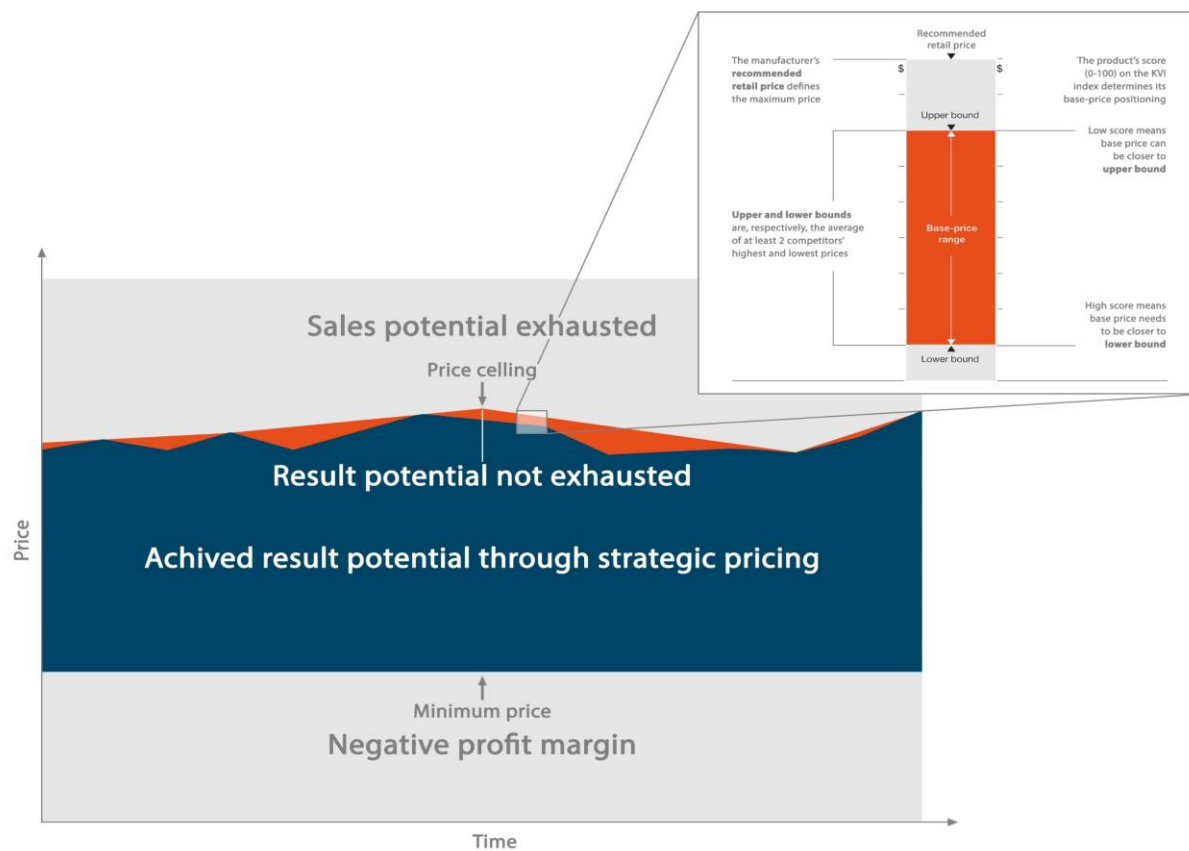 Recommended
retail price
The manufacturer's
recommended
retail price defines
the maximum price
$
$
The product's score
(0-100) on the KVI
index determines its
base-price positioning
Upper bound
Low score means
base price can
be closer to
upper bound
Upper and lower bounds
are, respectively, the average
of at least 2 competitors'
highest and lowest prices
Base-price
range
High score means
base price needs
to be closer to
lower bound
Lower bound
Sales potential exhausted
Price celling
Result potential not exhausted
Achived result potential through strategic pricing
Minimum price
Negative profit margin
Price
Time